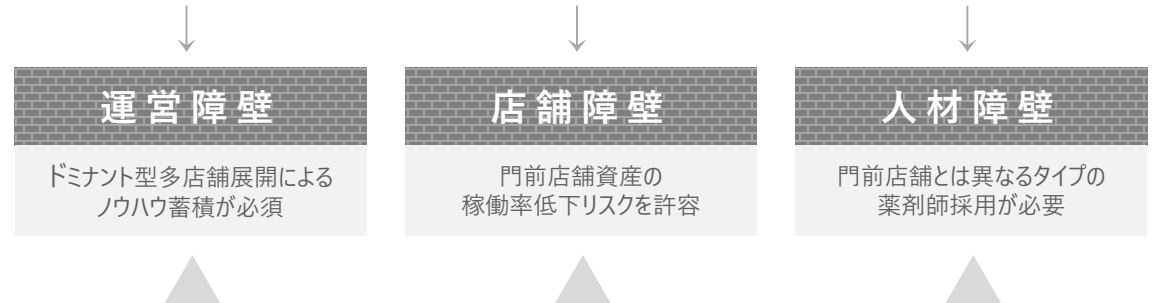 運営障壁
ドミナント型多店舗展開による
ノウハウ蓄積が必須
店舗障壁
門前店舗資産の
稼働率低下リスクを許容
人材障壁
門前店舗とは異なるタイプの
薬剤師採用が必要